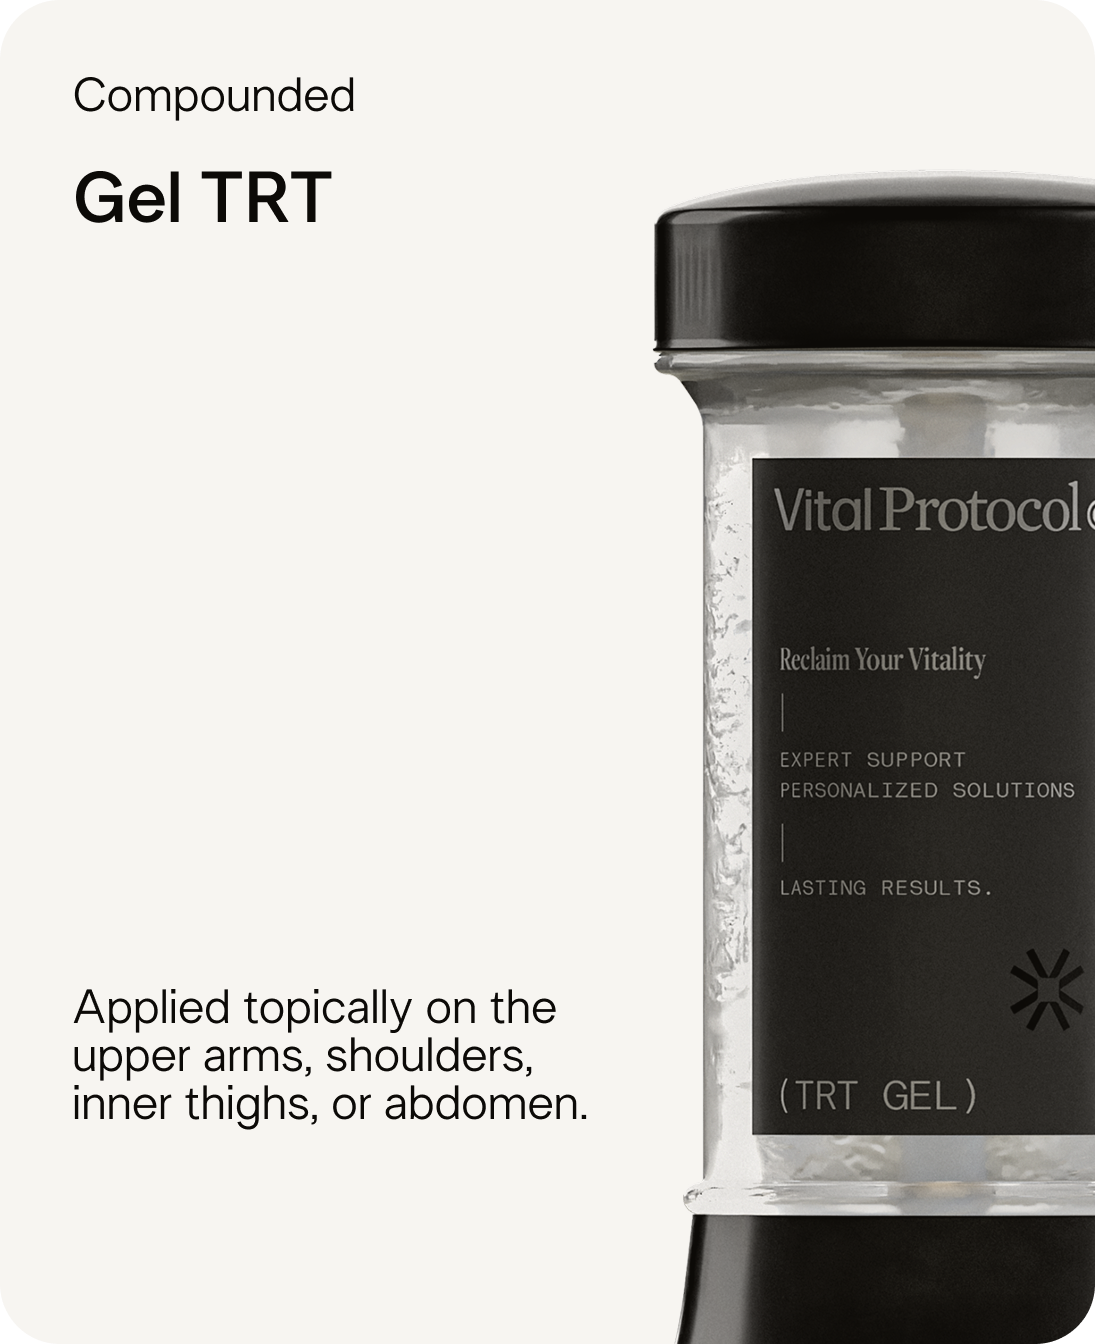 Compounded
Gel TRT
Vital Protocol
Reclaim Your Vitality
EXPERT SUPPORT
PERSONALIZED SOLUTIONS
LASTING RESULTS.
(TRT GEL)
Applied topically on the
upper arms, shoulders,
inner thighs, or abdomen.